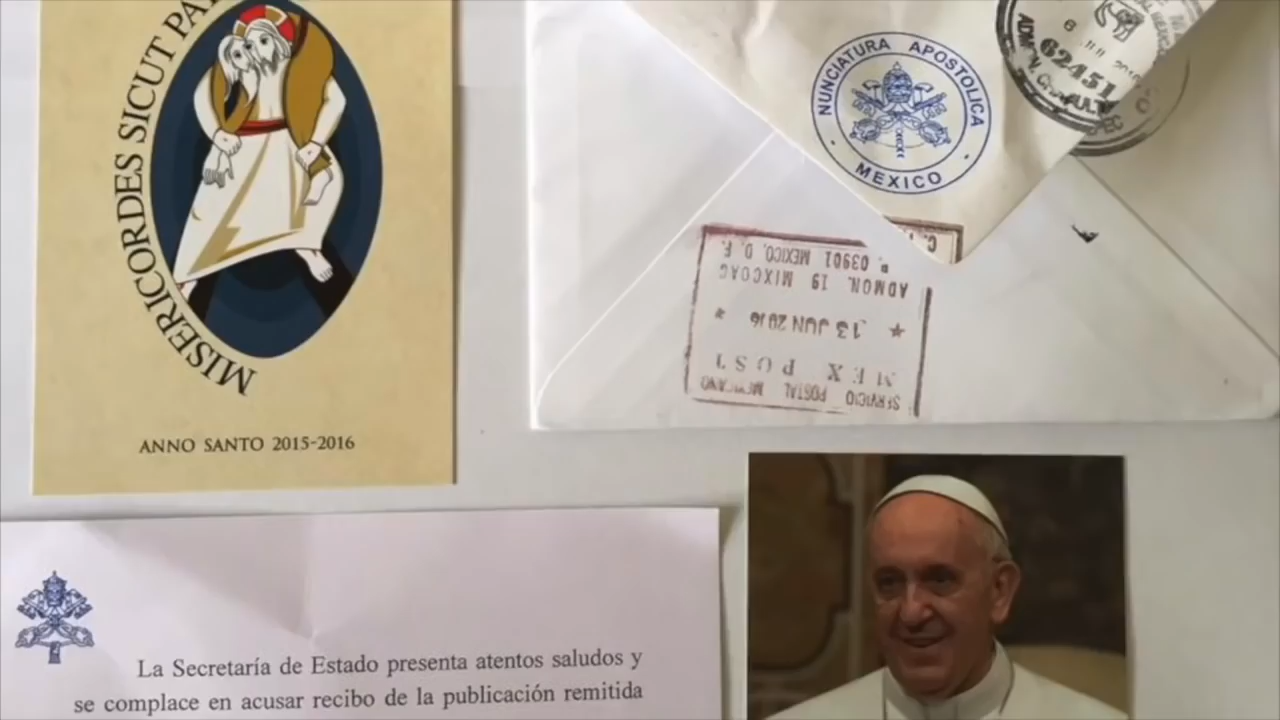 MISERICORDES SICUT PA
ANNO SANTO 2015-2016
NUNCIATURA APOSTOLICA
MEXICO
62451
C.
P. 03901 MEXICO, D. F.
ADMON. 19 MIXCOAC
★ 13 JUN 2016 ★
MEX POST
SERVICIO POSTAL MEXICANO
La Secretaría de Estado presenta atentos saludos y
se complace en acusar recibo de la publicación remitida